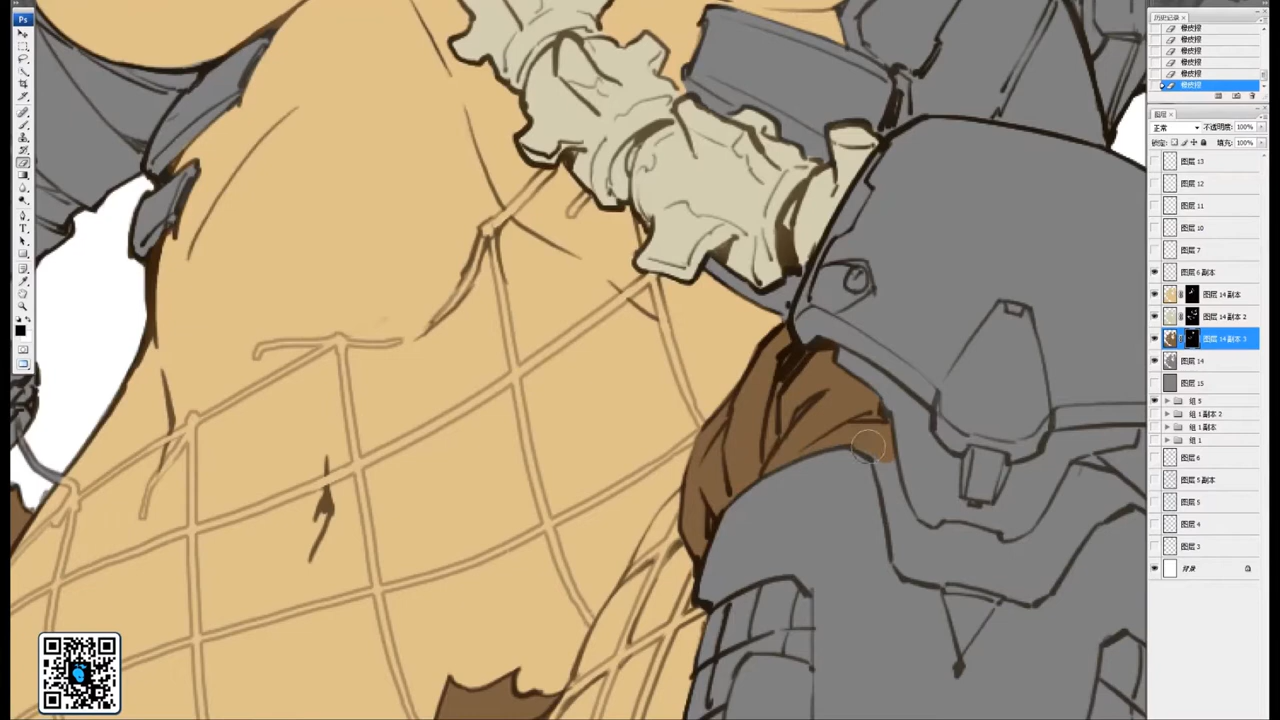 Ps
历史记录
橡皮擦
橡皮擦
橡皮擦
橡皮擦
橡皮擦
橡皮擦
图层
正常
不透明度: 100%
锁定:
填充: 100%
图层 13
图层 12
图层 11
图层 10
图层 7
图层 6 副本
图层 14 副本
图层 14 副本 2
图层 14 副本 3
图层 14
图层 15
组 5
组 1 副本 2
组 1 副本
组 1
图层 6
图层 5 副本
图层 5
图层 4
图层 3
背景